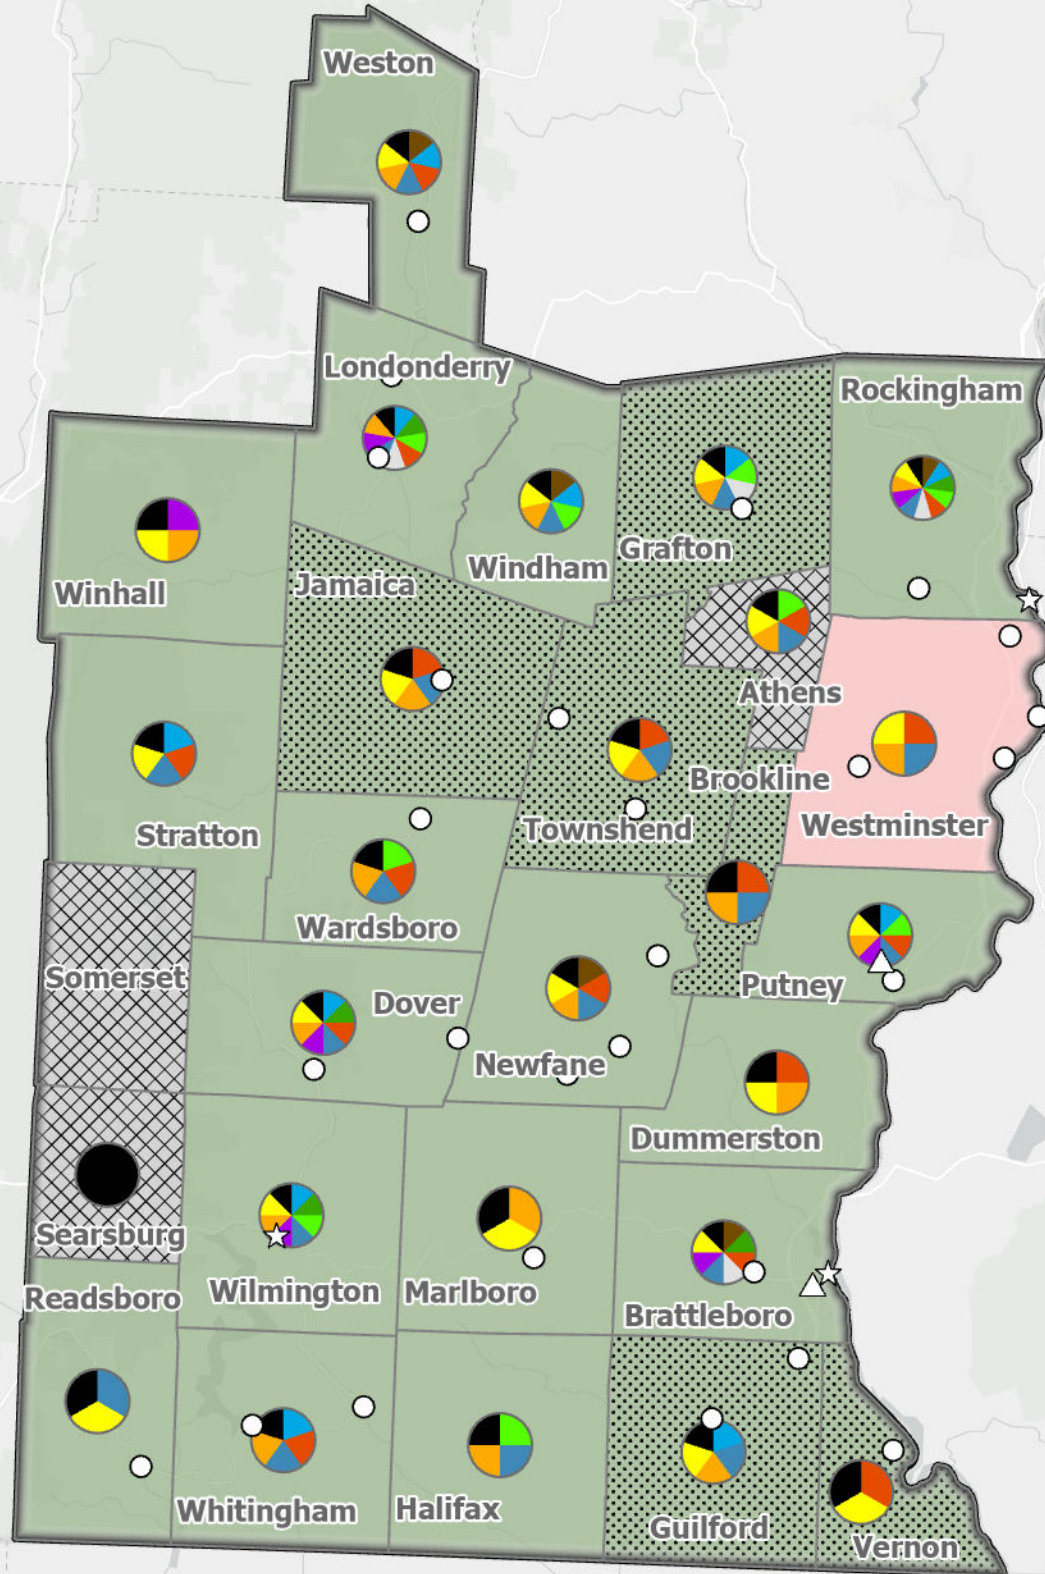 Weston
Londonderry
Rockingham
Grafton
Windham
Jamaica
Winhall
Athens
Brookline
Westminster
Townshend
Stratton
Wardsboro
Somerset
Putney
Dover
Newfane
Dummerston
Searsburg
Wilmington
Marlboro
Readsboro
Brattleboro
Whitingham
Halifax
Guilford
Vernon